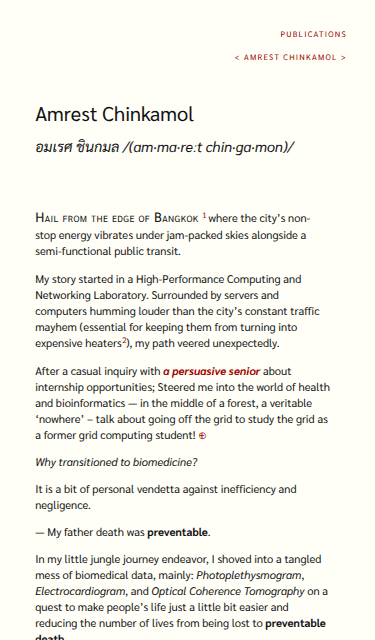 PUBLICATIONS
< AMREST CHINKAMOL >
Amrest Chinkamol
อมเรศ ชินกมล /(am·ma·reːt chin·ga·mon)/
HAIL FROM THE EDGE OF BANGKOK 1 where the city's non-
stop energy vibrates under jam-packed skies alongside a
semi-functional public transit.
My story started in a High-Performance Computing and
Networking Laboratory. Surrounded by servers and
computers humming louder than the city's constant traffic
mayhem (essential for keeping them from turning into
expensive heaters2), my path veered unexpectedly.
After a casual inquiry with a persuasive senior about
internship opportunities; Steered me into the world of health
and bioinformatics — in the middle of a forest, a veritable
'nowhere' – talk about going off the grid to study the grid as
a former grid computing student! ⊕
Why transitioned to biomedicine?
It is a bit of personal vendetta against inefficiency and
negligence.
— My father death was preventable.
In my little jungle journey endeavor, I shoved into a tangled
mess of biomedical data, mainly: Photoplethysmogram,
Electrocardiogram, and Optical Coherence Tomography on a
quest to make people's life just a little bit easier and
reducing the number of lives from being lost to preventable
death